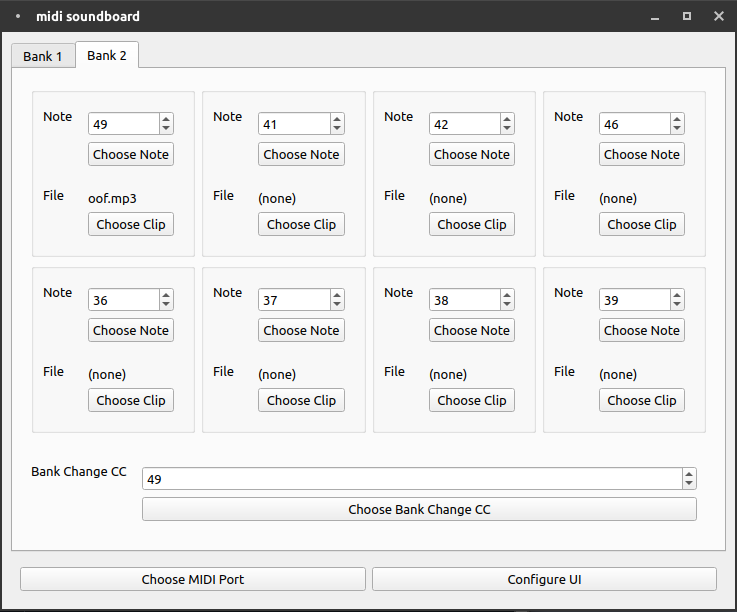 midi soundboard
Bank 1 Bank 2
Note 49 Note 41 Note 42 Note 46
Choose Note Choose Note Choose Note Choose Note
File oof.mp3 File (none) File (none) File (none)
Choose Clip Choose Clip Choose Clip Choose Clip
Note 36 Note 37 Note 38 Note 39
Choose Note Choose Note Choose Note Choose Note
File (none) File (none) File (none) File (none)
Choose Clip Choose Clip Choose Clip Choose Clip
Bank Change CC 49
Choose Bank Change CC
Choose MIDI Port Configure UI